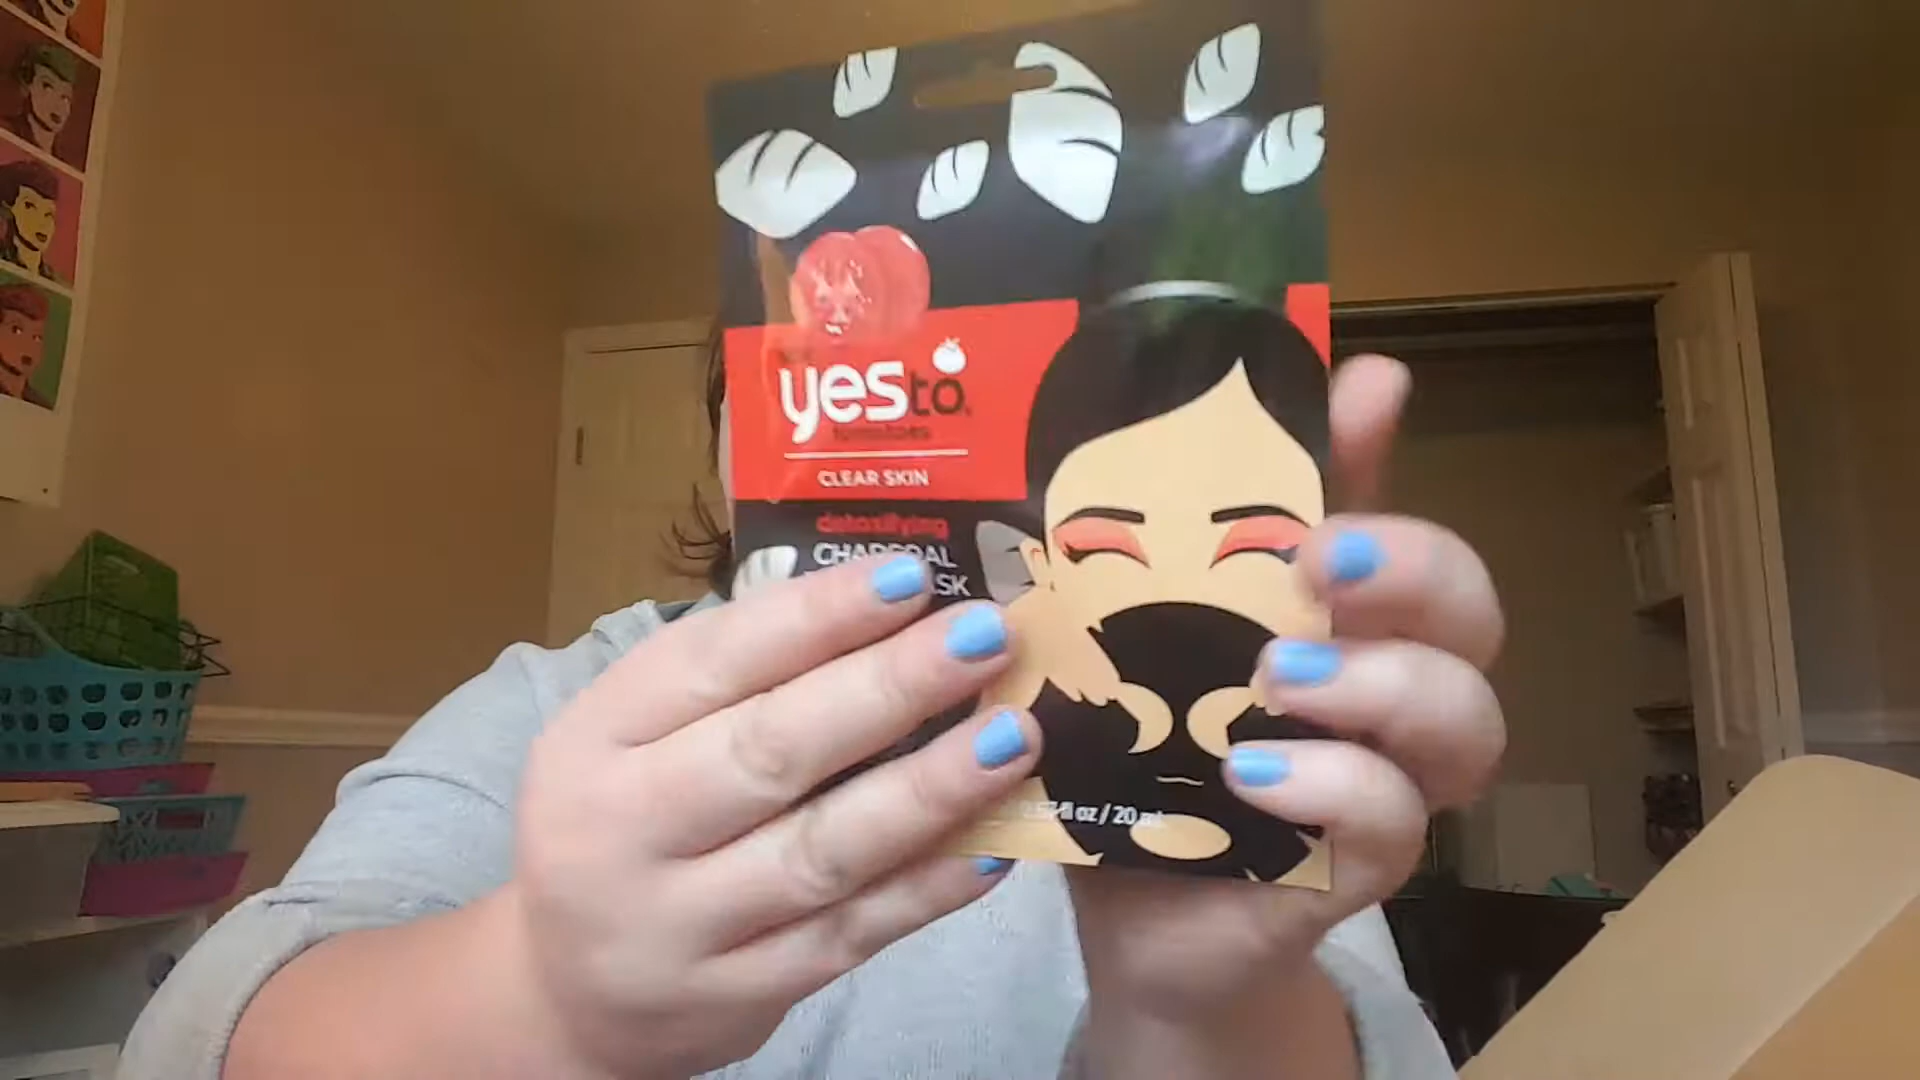 yes to
tomatoes
CLEAR SKIN
detoxifying
CHARCOAL
fl oz / 20 ml